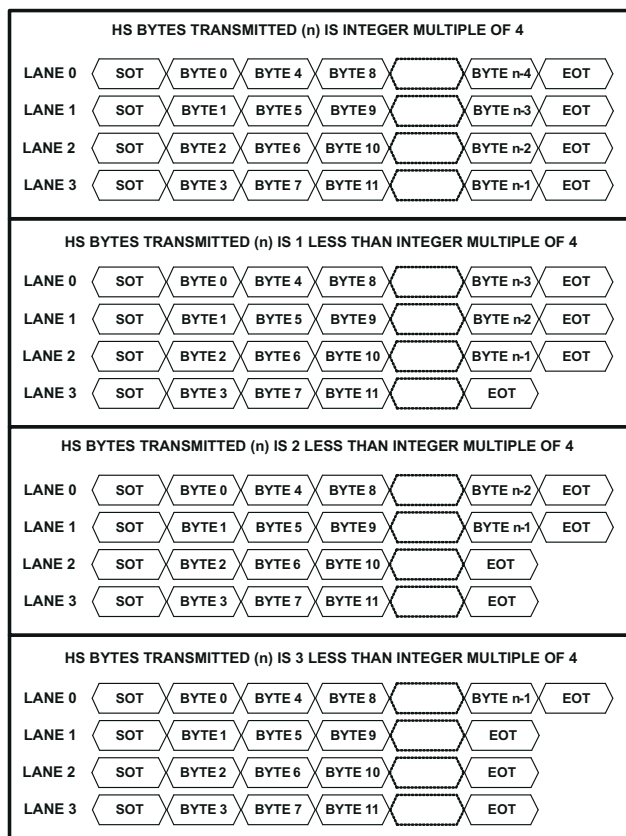 HS BYTES TRANSMITTED (n) IS INTEGER MULTIPLE OF 4
LANE 0 SOT BYTE 0 BYTE 4 BYTE 8 BYTE n-4 EOT
LANE 1 SOT BYTE 1 BYTE 5 BYTE 9 BYTE n-3 EOT
LANE 2 SOT BYTE 2 BYTE 6 BYTE 10 BYTE n-2 EOT
LANE 3 SOT BYTE 3 BYTE 7 BYTE 11 BYTE n-1 EOT
HS BYTES TRANSMITTED (n) IS 1 LESS THAN INTEGER MULTIPLE OF 4
LANE 0 SOT BYTE 0 BYTE 4 BYTE 8 BYTE n-3 EOT
LANE 1 SOT BYTE 1 BYTE 5 BYTE 9 BYTE n-2 EOT
LANE 2 SOT BYTE 2 BYTE 6 BYTE 10 BYTE n-1 EOT
LANE 3 SOT BYTE 3 BYTE 7 BYTE 11 EOT
HS BYTES TRANSMITTED (n) IS 2 LESS THAN INTEGER MULTIPLE OF 4
LANE 0 SOT BYTE 0 BYTE 4 BYTE 8 BYTE n-2 EOT
LANE 1 SOT BYTE 1 BYTE 5 BYTE 9 BYTE n-1 EOT
LANE 2 SOT BYTE 2 BYTE 6 BYTE 10 EOT
LANE 3 SOT BYTE 3 BYTE 7 BYTE 11 EOT
HS BYTES TRANSMITTED (n) IS 3 LESS THAN INTEGER MULTIPLE OF 4
LANE 0 SOT BYTE 0 BYTE 4 BYTE 8 BYTE n-1 EOT
LANE 1 SOT BYTE 1 BYTE 5 BYTE 9 EOT
LANE 2 SOT BYTE 2 BYTE 6 BYTE 10 EOT
LANE 3 SOT BYTE 3 BYTE 7 BYTE 11 EOT